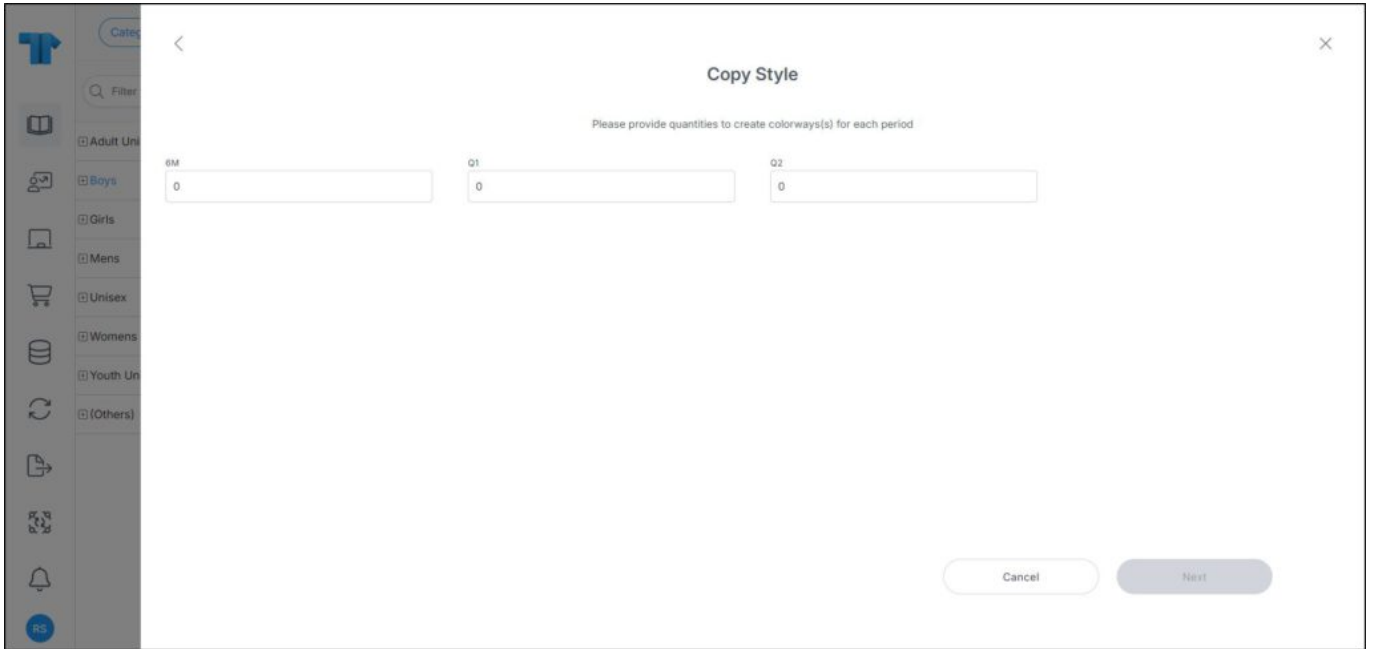 Categ
Copy Style
Filter
Please provide quantities to create colorways(s) for each period
Adult Uni
6M
Q1
Q2
0
0
0
Boys
Girls
Mens
Unisex
Womens
Youth Un
(Others)
Cancel
Next
RS